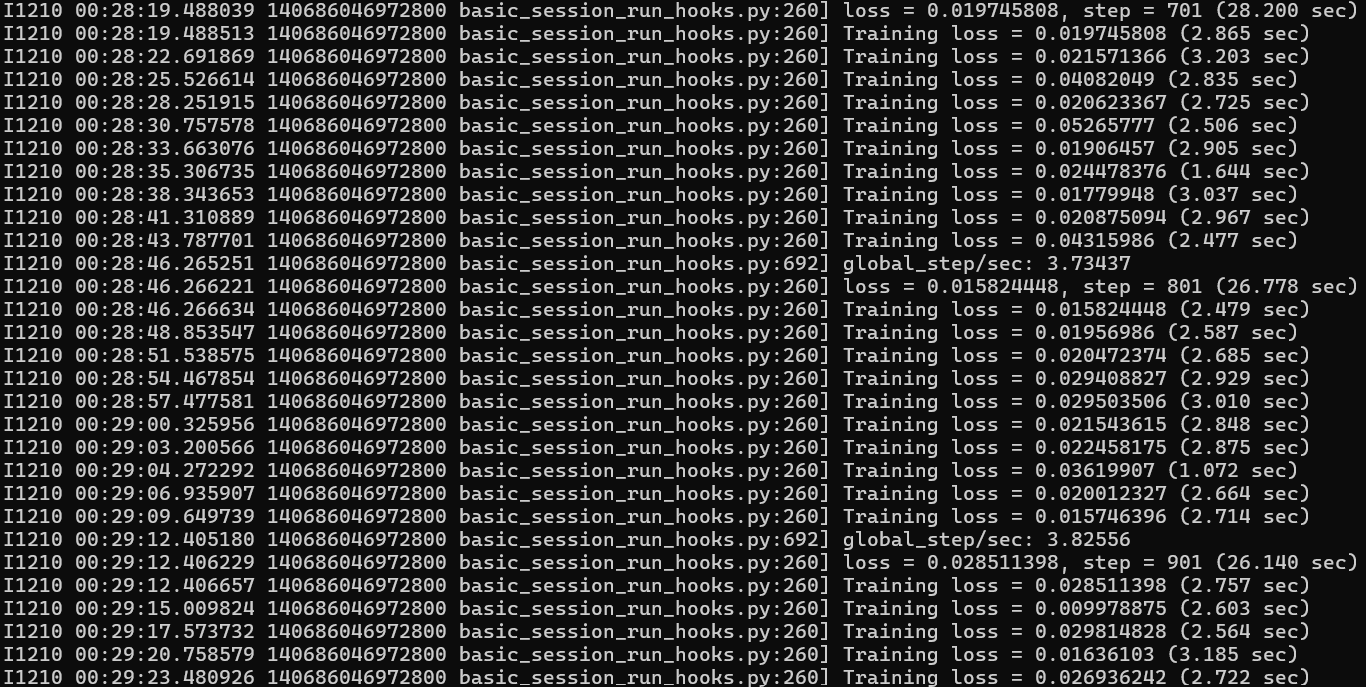 I1210 00:28:19.488039 140686046972800 basic_session_run_hooks.py:260] loss = 0.019745808, step = 701 (28.200 sec)
I1210 00:28:19.488513 140686046972800 basic_session_run_hooks.py:260] Training loss = 0.019745808 (2.865 sec)
I1210 00:28:22.691869 140686046972800 basic_session_run_hooks.py:260] Training loss = 0.021571366 (3.203 sec)
I1210 00:28:25.526614 140686046972800 basic_session_run_hooks.py:260] Training loss = 0.04082049 (2.835 sec)
I1210 00:28:28.251915 140686046972800 basic_session_run_hooks.py:260] Training loss = 0.020623367 (2.725 sec)
I1210 00:28:30.757578 140686046972800 basic_session_run_hooks.py:260] Training loss = 0.05265777 (2.506 sec)
I1210 00:28:33.663076 140686046972800 basic_session_run_hooks.py:260] Training loss = 0.01906457 (2.905 sec)
I1210 00:28:35.306735 140686046972800 basic_session_run_hooks.py:260] Training loss = 0.024478376 (1.644 sec)
I1210 00:28:38.343653 140686046972800 basic_session_run_hooks.py:260] Training loss = 0.01779948 (3.037 sec)
I1210 00:28:41.310889 140686046972800 basic_session_run_hooks.py:260] Training loss = 0.020875094 (2.967 sec)
I1210 00:28:43.787701 140686046972800 basic_session_run_hooks.py:260] Training loss = 0.04315986 (2.477 sec)
I1210 00:28:46.265251 140686046972800 basic_session_run_hooks.py:692] global_step/sec: 3.73437
I1210 00:28:46.266221 140686046972800 basic_session_run_hooks.py:260] loss = 0.015824448, step = 801 (26.778 sec)
I1210 00:28:46.266634 140686046972800 basic_session_run_hooks.py:260] Training loss = 0.015824448 (2.479 sec)
I1210 00:28:48.853547 140686046972800 basic_session_run_hooks.py:260] Training loss = 0.01956986 (2.587 sec)
I1210 00:28:51.538575 140686046972800 basic_session_run_hooks.py:260] Training loss = 0.020472374 (2.685 sec)
I1210 00:28:54.467854 140686046972800 basic_session_run_hooks.py:260] Training loss = 0.029408827 (2.929 sec)
I1210 00:28:57.477581 140686046972800 basic_session_run_hooks.py:260] Training loss = 0.029503506 (3.010 sec)
I1210 00:29:00.325956 140686046972800 basic_session_run_hooks.py:260] Training loss = 0.021543615 (2.848 sec)
I1210 00:29:03.200566 140686046972800 basic_session_run_hooks.py:260] Training loss = 0.022458175 (2.875 sec)
I1210 00:29:04.272292 140686046972800 basic_session_run_hooks.py:260] Training loss = 0.03619907 (1.072 sec)
I1210 00:29:06.935907 140686046972800 basic_session_run_hooks.py:260] Training loss = 0.020012327 (2.664 sec)
I1210 00:29:09.649739 140686046972800 basic_session_run_hooks.py:260] Training loss = 0.015746396 (2.714 sec)
I1210 00:29:12.405180 140686046972800 basic_session_run_hooks.py:692] global_step/sec: 3.82556
I1210 00:29:12.406229 140686046972800 basic_session_run_hooks.py:260] loss = 0.028511398, step = 901 (26.140 sec)
I1210 00:29:12.406657 140686046972800 basic_session_run_hooks.py:260] Training loss = 0.028511398 (2.757 sec)
I1210 00:29:15.009824 140686046972800 basic_session_run_hooks.py:260] Training loss = 0.009978875 (2.603 sec)
I1210 00:29:17.573732 140686046972800 basic_session_run_hooks.py:260] Training loss = 0.029814828 (2.564 sec)
I1210 00:29:20.758579 140686046972800 basic_session_run_hooks.py:260] Training loss = 0.01636103 (3.185 sec)
I1210 00:29:23.480926 140686046972800 basic_session_run_hooks.py:260] Training loss = 0.026936242 (2.722 sec)